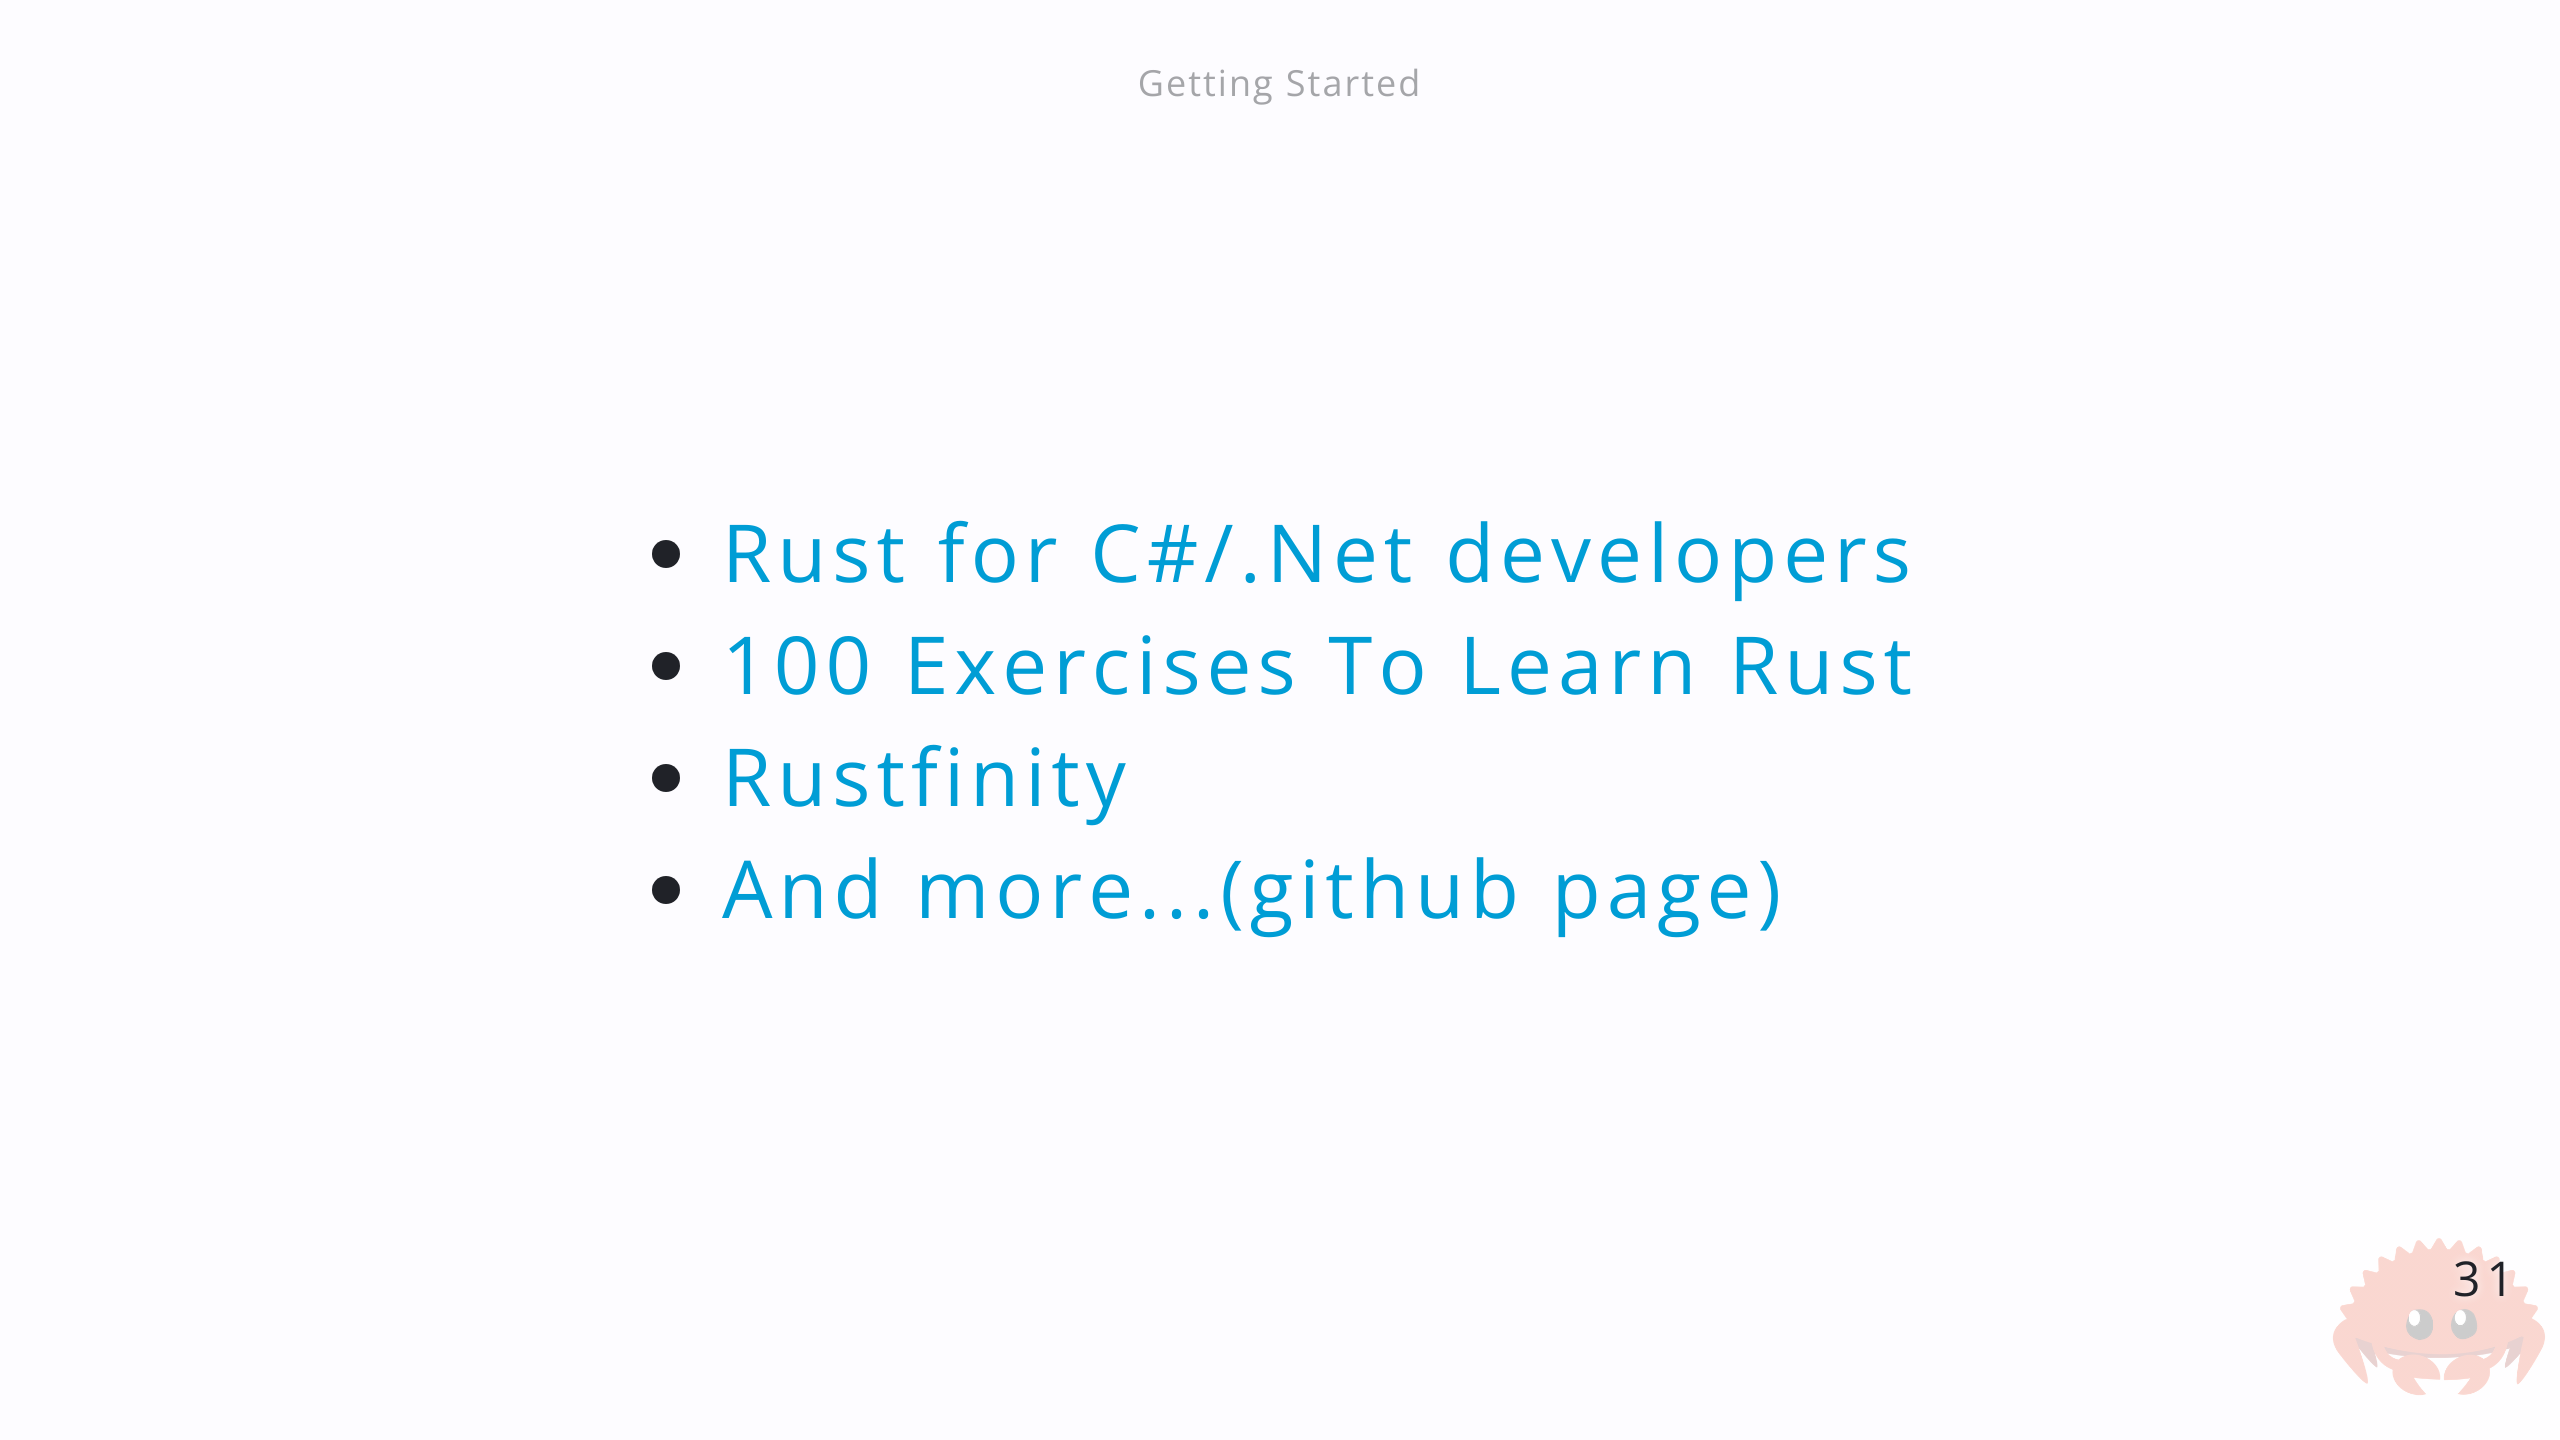 Getting Started
Rust for C#/.Net developers
100 Exercises To Learn Rust
Rustfinity
And more...(github page)
31